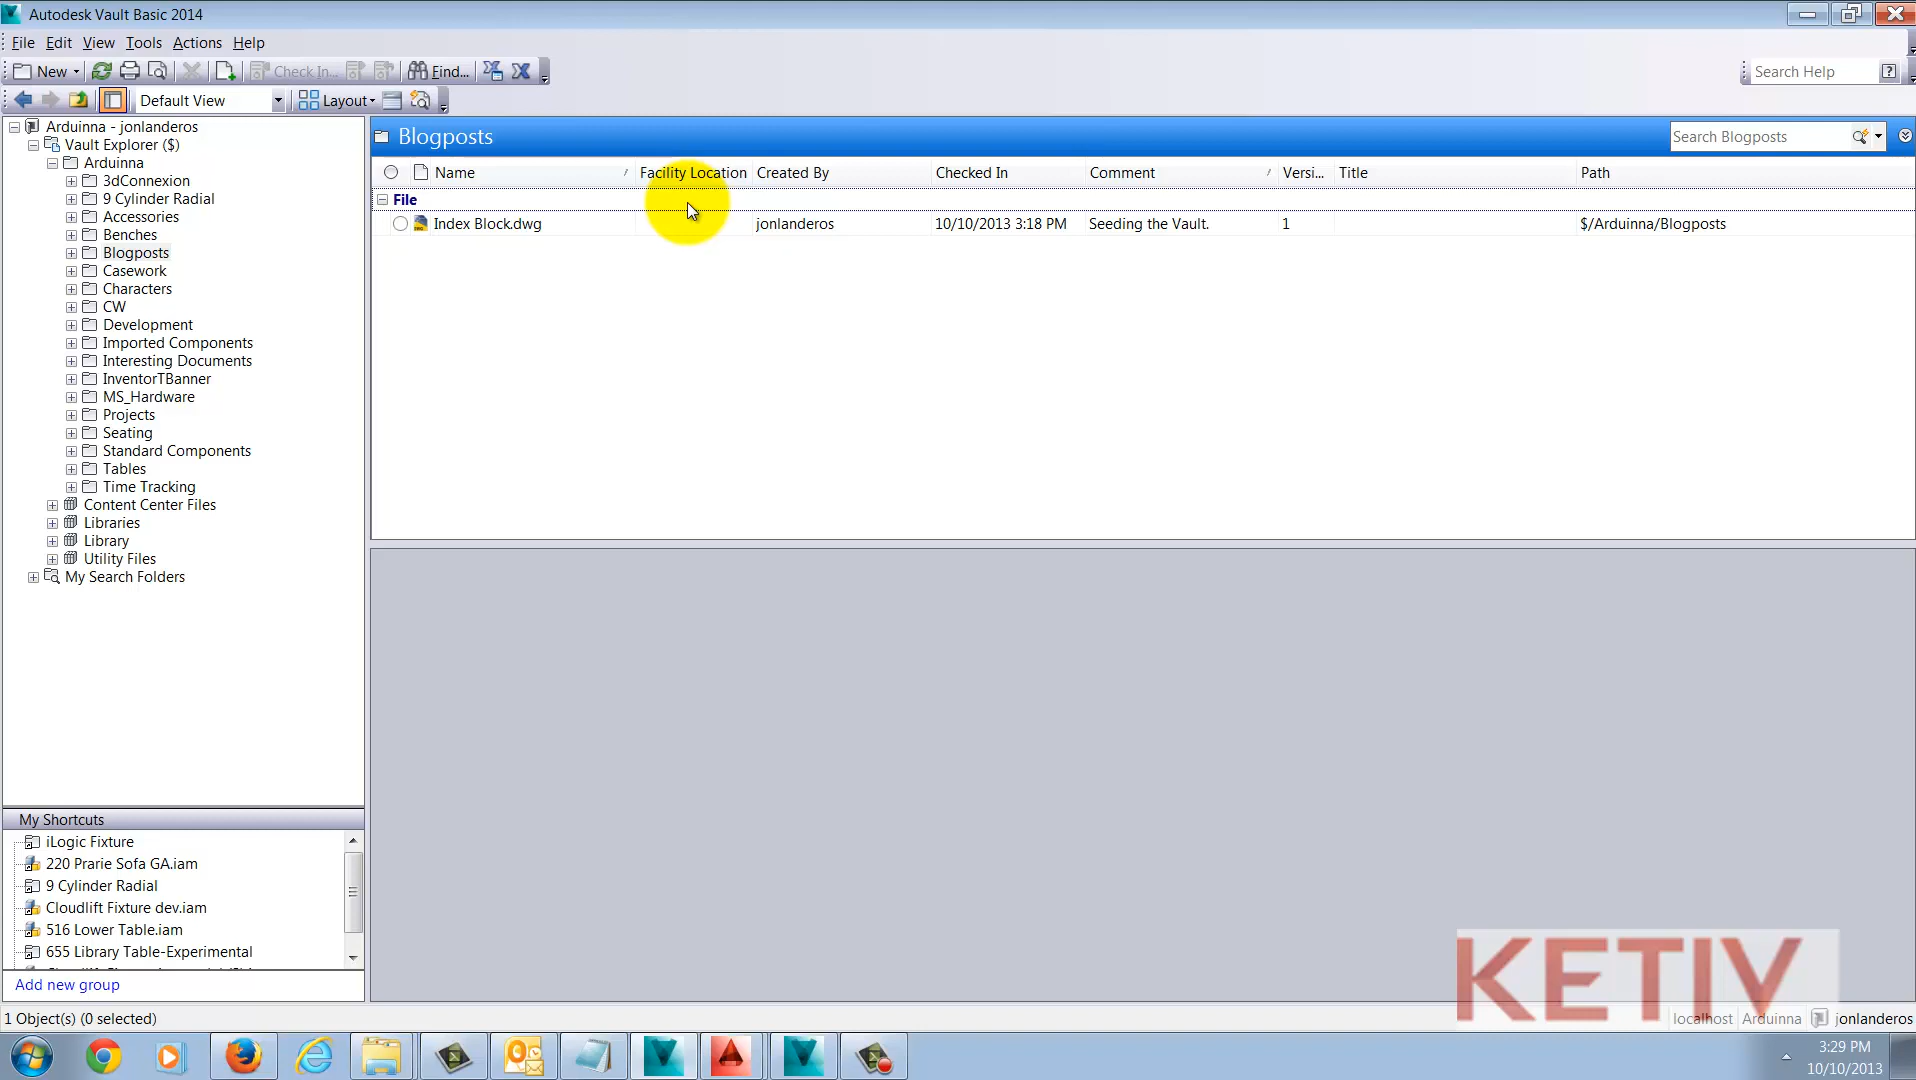 Autodesk Vault Basic 2014
File Edit View Tools Actions Help
New Check In... Find... Search Help
Default View Layout
Arduinna - jonlanderos
Vault Explorer ($)
Arduinna
3dConnexion
9 Cylinder Radial
Accessories
Benches
Blogposts
Casework
Characters
CW
Development
Imported Components
Interesting Documents
InventorTBanner
MS_Hardware
Projects
Seating
Standard Components
Tables
Time Tracking
Content Center Files
Libraries
Library
Utility Files
My Search Folders
Blogposts Search Blogposts
Name Facility Location Created By Checked In Comment Versi... Title Path
File
Index Block.dwg jonlanderos 10/10/2013 3:18 PM Seeding the Vault. 1 $/Arduinna/Blogposts
My Shortcuts
iLogic Fixture
220 Prarie Sofa GA.iam
9 Cylinder Radial
Cloudlift Fixture dev.iam
516 Lower Table.iam
655 Library Table-Experimental
Add new group
KETIV
1 Object(s) (0 selected) localhost Arduinna jonlanderos
3:29 PM
10/10/2013